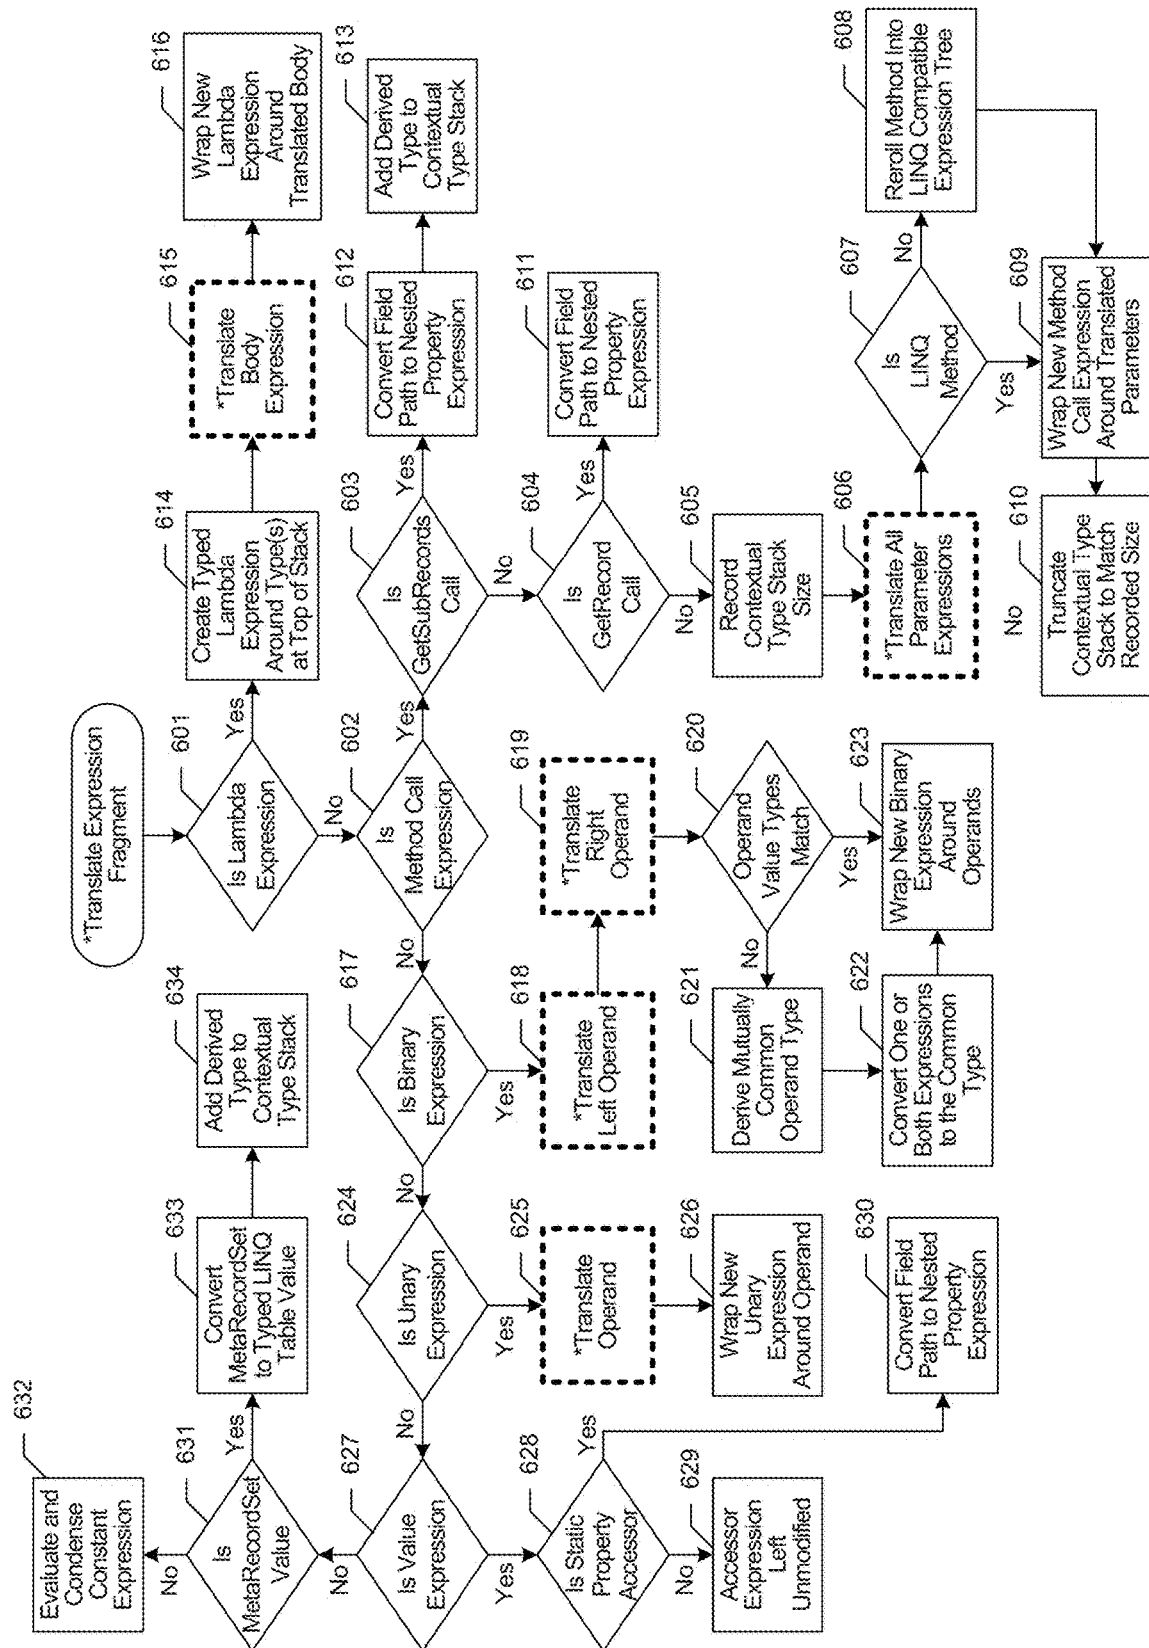 *Translate Expression
Fragment
601
Is Lambda
Expression
Yes
No
614
Create Typed
Lambda
Expression
Around Type(s)
at Top of Stack
615
*Translate
Body
Expression
616
Wrap New
Lambda
Expression
Around
Translated Body
602
Is
Method Call
Expression
Yes
No
603
Is
GetSubRecords
Call
Yes
No
612
Convert Field
Path to Nested
Property
Expression
613
Add Derived
Type to
Contextual
Type Stack
604
Is
GetRecord
Call
Yes
No
611
Convert Field
Path to Nested
Property
Expression
605
Record
Contextual
Type Stack
Size
606
*Translate All
Parameter
Expressions
607
Is
LINQ
Method
No
Yes
608
Reroll Method Into
LINQ Compatible
Expression Tree
609
Wrap New Method
Call Expression
Around Translated
Parameters
610
No
Truncate
Contextual Type
Stack to Match
Recorded Size
617
Is Binary
Expression
Yes
No
618
*Translate
Left Operand
619
*Translate
Right
Operand
620
Operand
Value Types
Match
No
Yes
621
Derive Mutually
Common
Operand Type
622
Convert One or
Both Expressions
to the Common
Type
623
Wrap New Binary
Expression
Around
Operands
624
Is Unary
Expression
Yes
No
625
*Translate
Operand
626
Wrap New
Unary
Expression
Around Operand
627
Is Value
Expression
Yes
No
628
Is Static
Property
Accessor
Yes
No
629
Accessor
Expression
Left
Unmodified
630
Convert Field
Path to Nested
Property
Expression
631
Is
MetaRecordSet
Value
No
Yes
632
Evaluate and
Condense
Constant
Expression
633
Convert
MetaRecordSet
to Typed LINQ
Table Value
634
Add Derived
Type to
Contextual
Type Stack